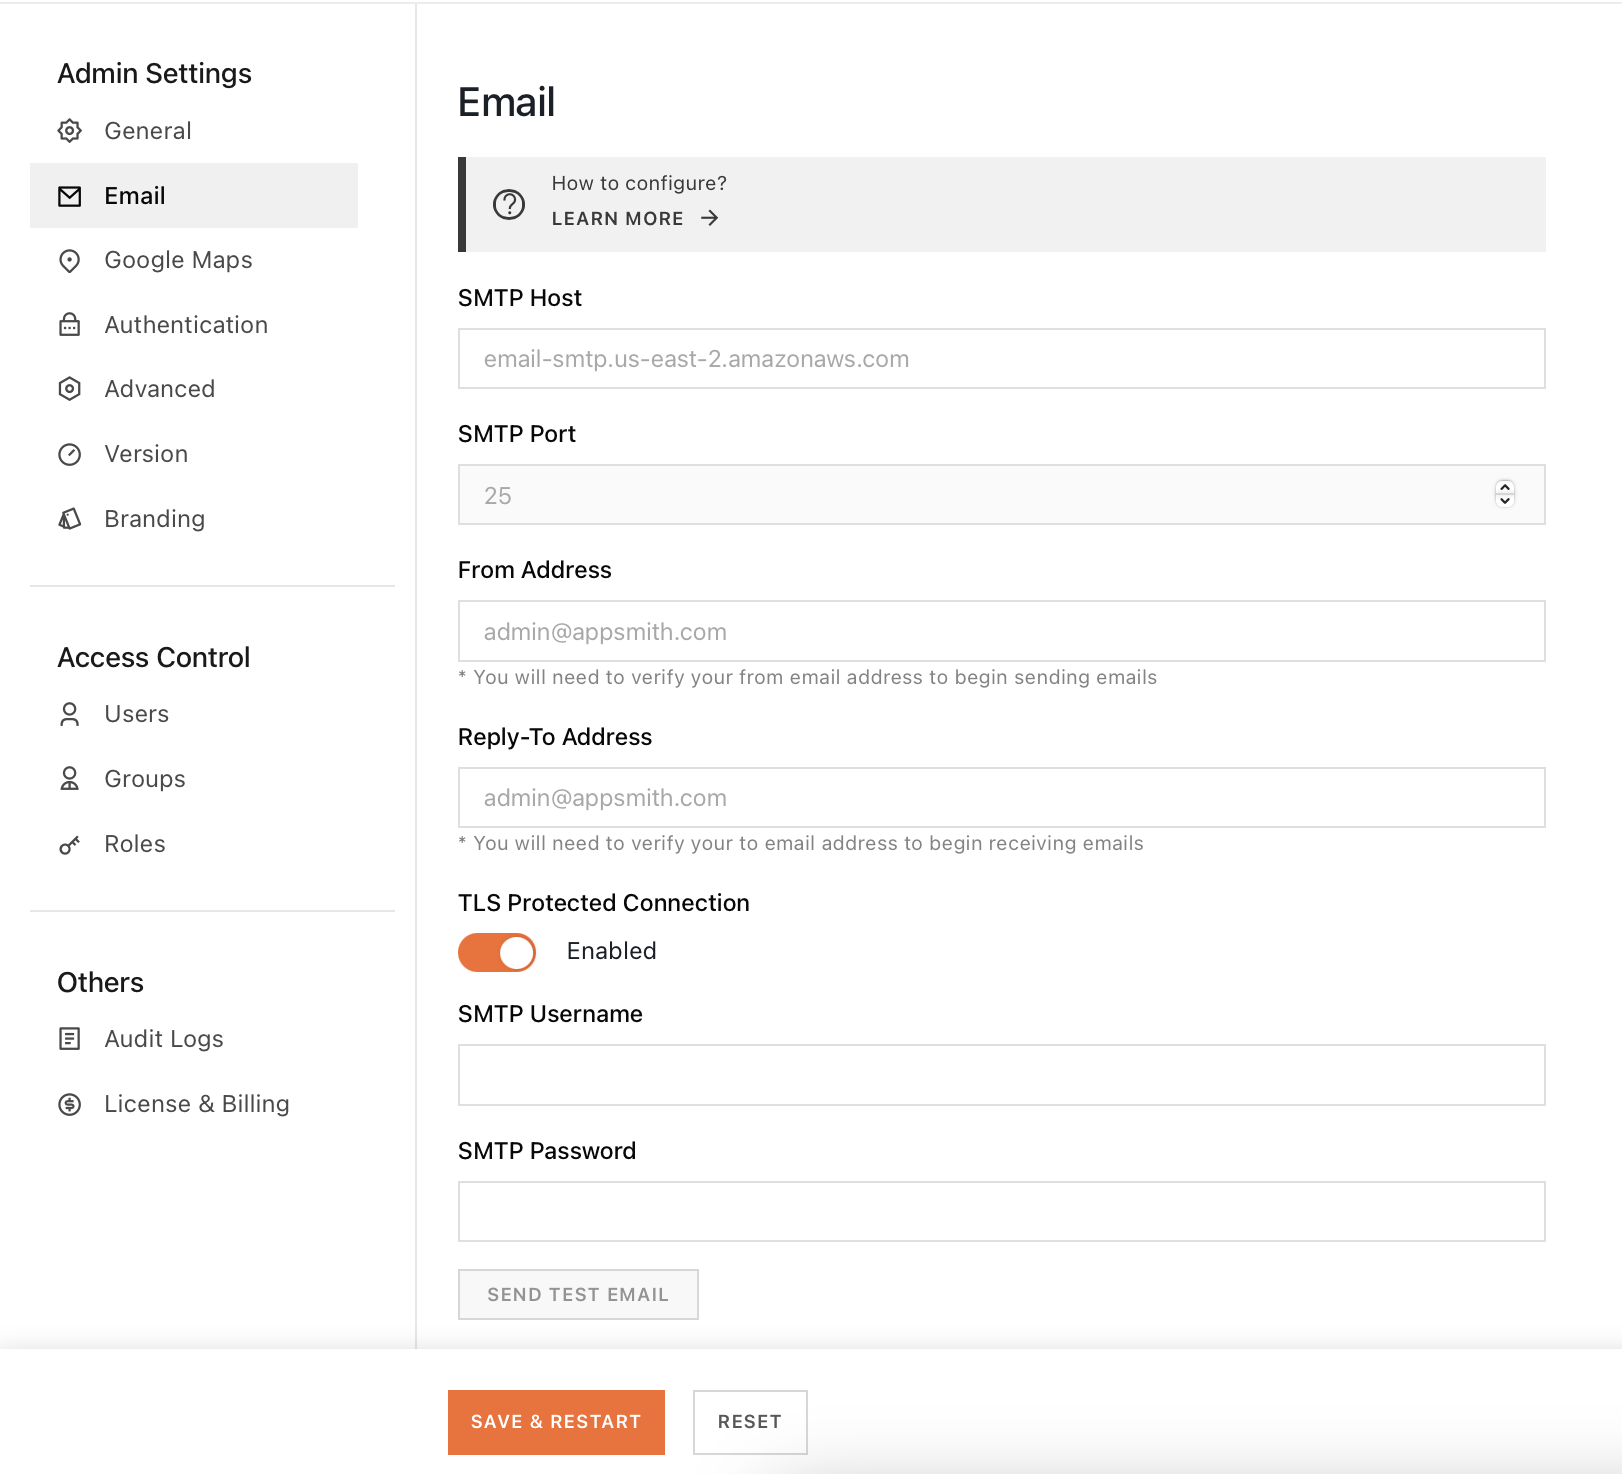 Admin Settings
General
Email
Google Maps
Authentication
Advanced
Version
Branding
Access Control
Users
Groups
Roles
Others
Audit Logs
License & Billing
Email
How to configure?
LEARN MORE
SMTP Host
email-smtp.us-east-2.amazonaws.com
SMTP Port
25
From Address
admin@appsmith.com
* You will need to verify your from email address to begin sending emails
Reply-To Address
admin@appsmith.com
* You will need to verify your to email address to begin receiving emails
TLS Protected Connection
Enabled
SMTP Username
SMTP Password
SEND TEST EMAIL
SAVE & RESTART
RESET